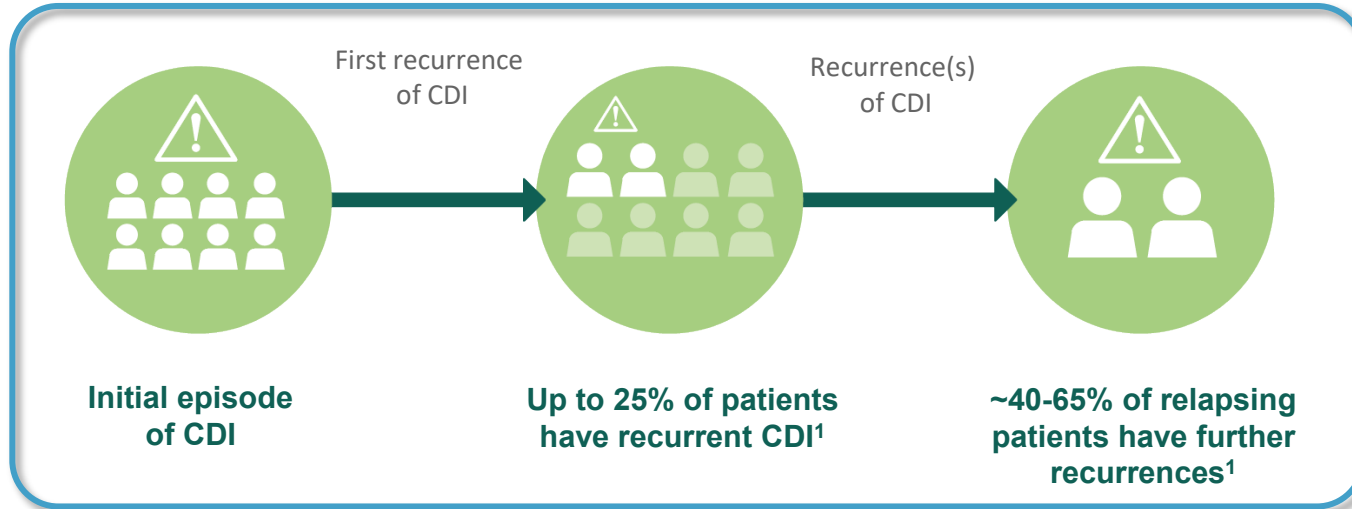 First recurrence
of CDI
Recurrence(s)
of CDI
Initial episode
of CDI
Up to 25% of patients
have recurrent CDI¹
~40-65% of relapsing
patients have further
recurrences¹